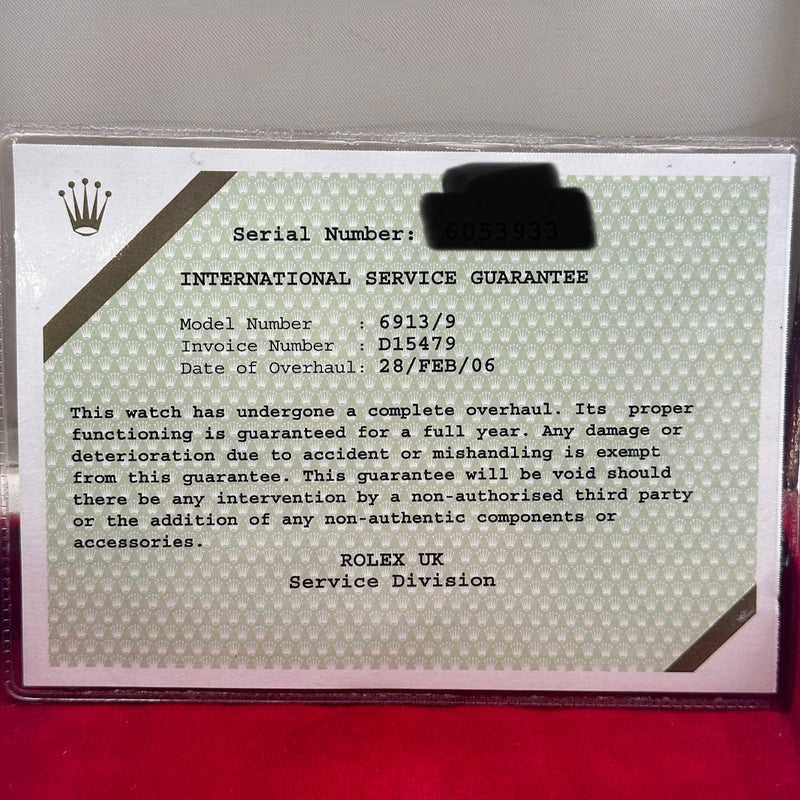 Serial Number:
INTERNATIONAL SERVICE GUARANTEE
Model Number : 6913/9
Invoice Number : D15479
Date of Overhaul: 28/FEB/06
This watch has undergone a complete overhaul. Its proper
functioning is guaranteed for a full year. Any damage or
deterioration due to accident or mishandling is exempt
from this guarantee. This guarantee will be void should
there be any intervention by a non-authorised third party
or the addition of any non-authentic components or
accessories.
ROLEX UK
Service Division